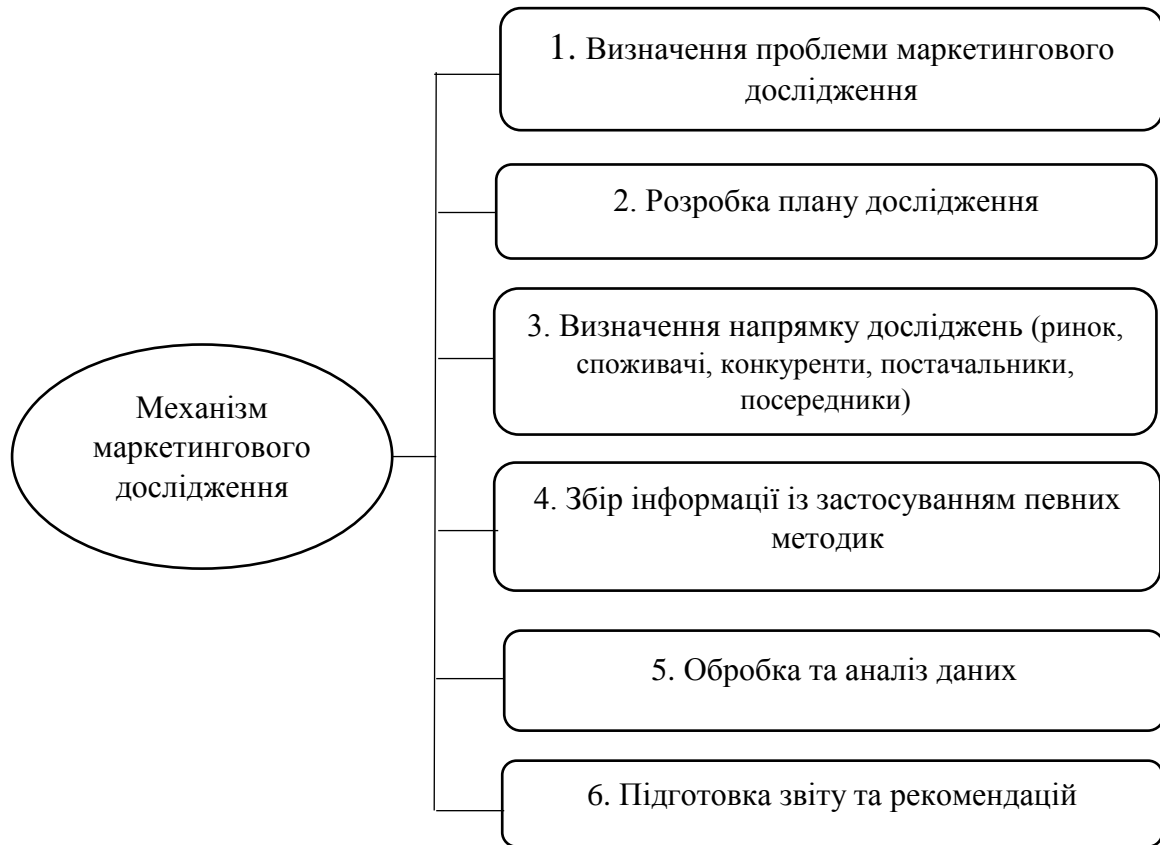 1. Визначення проблеми маркетингового
дослідження
2. Розробка плану дослідження
3. Визначення напрямку досліджень (ринок,
споживачі, конкуренти, постачальники,
посередники)
Механізм
маркетингового
дослідження
4. Збір інформації із застосуванням певних
методик
5. Обробка та аналіз даних
6. Підготовка звіту та рекомендацій